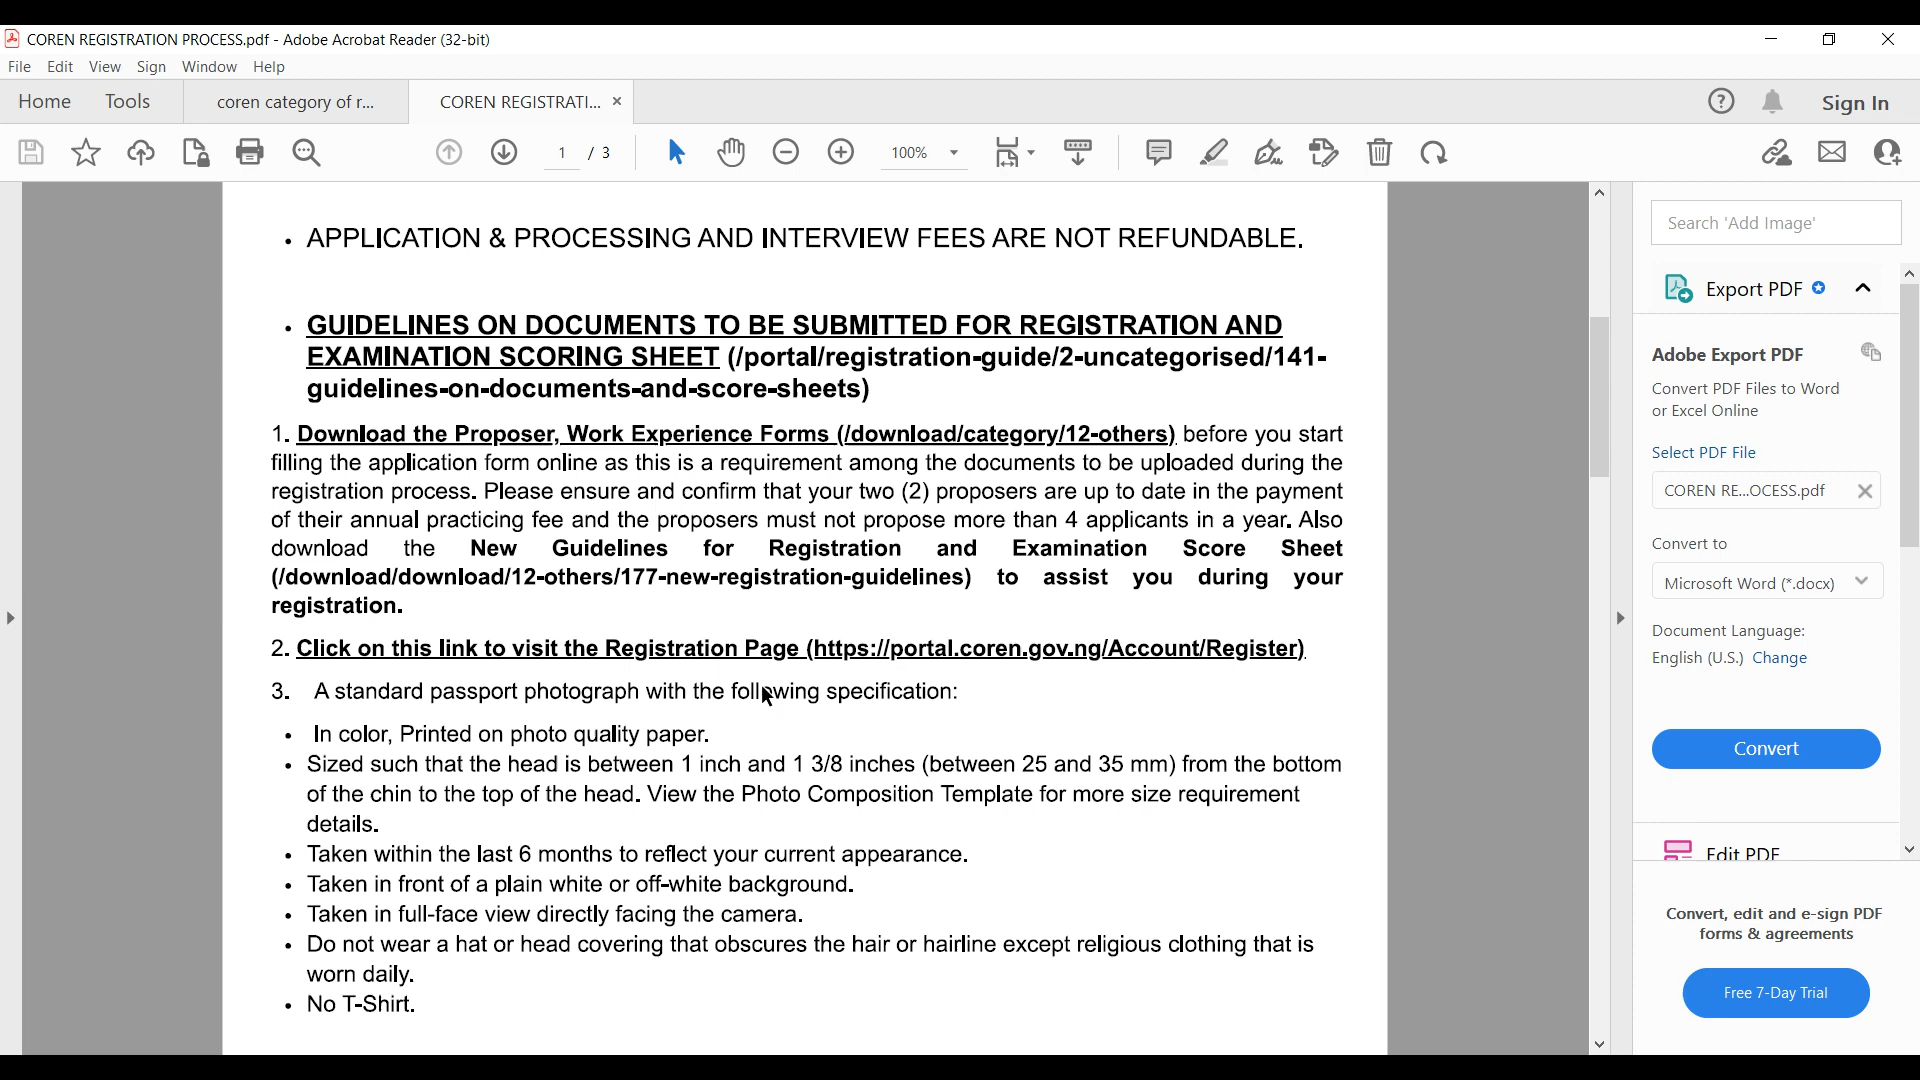 COREN REGISTRATION PROCESS.pdf - Adobe Acrobat Reader (32-bit)
File Edit View Sign Window Help
Home Tools coren category of r... COREN REGISTRATI... × Sign In
1 / 3 100%
• APPLICATION & PROCESSING AND INTERVIEW FEES ARE NOT REFUNDABLE.
• GUIDELINES ON DOCUMENTS TO BE SUBMITTED FOR REGISTRATION AND
EXAMINATION SCORING SHEET (/portal/registration-guide/2-uncategorised/141-
guidelines-on-documents-and-score-sheets)
1. Download the Proposer, Work Experience Forms (/download/category/12-others) before you start
filling the application form online as this is a requirement among the documents to be uploaded during the
registration process. Please ensure and confirm that your two (2) proposers are up to date in the payment
of their annual practicing fee and the proposers must not propose more than 4 applicants in a year. Also
download the New Guidelines for Registration and Examination Score Sheet
(/download/download/12-others/177-new-registration-guidelines) to assist you during your
registration.
2. Click on this link to visit the Registration Page (https://portal.coren.gov.ng/Account/Register)
3. A standard passport photograph with the following specification:
• In color, Printed on photo quality paper.
• Sized such that the head is between 1 inch and 1 3/8 inches (between 25 and 35 mm) from the bottom
of the chin to the top of the head. View the Photo Composition Template for more size requirement
details.
• Taken within the last 6 months to reflect your current appearance.
• Taken in front of a plain white or off-white background.
• Taken in full-face view directly facing the camera.
• Do not wear a hat or head covering that obscures the hair or hairline except religious clothing that is
worn daily.
• No T-Shirt.
Search 'Add Image'
Export PDF
Adobe Export PDF
Convert PDF Files to Word
or Excel Online
Select PDF File
COREN RE...OCESS.pdf
Convert to
Microsoft Word (*.docx)
Document Language:
English (U.S.) Change
Convert
Edit PDF
Convert, edit and e-sign PDF
forms & agreements
Free 7-Day Trial